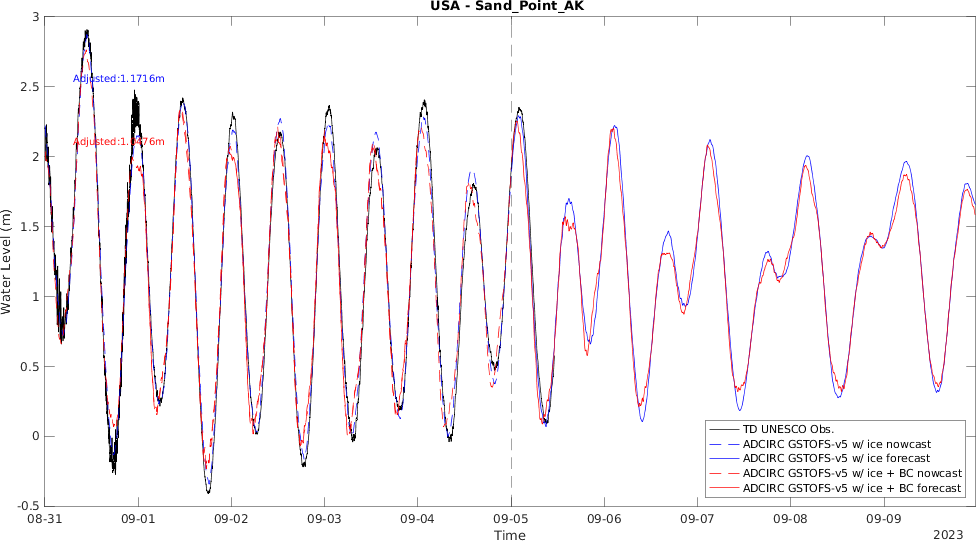 USA - Sand_Point_AK
3
2.5
2
1.5
1
0.5
0
-0.5
Water Level (m)
Adjusted:1.1716m
TD UNESCO Obs.
ADCIRC GSTOFS-v5 w/ ice nowcast
ADCIRC GSTOFS-v5 w/ ice forecast
ADCIRC GSTOFS-v5 w/ ice + BC nowcast
ADCIRC GSTOFS-v5 w/ ice + BC forecast
08-31 09-01 09-02 09-03 09-04 09-05 09-06 09-07 09-08 09-09
Time
2023